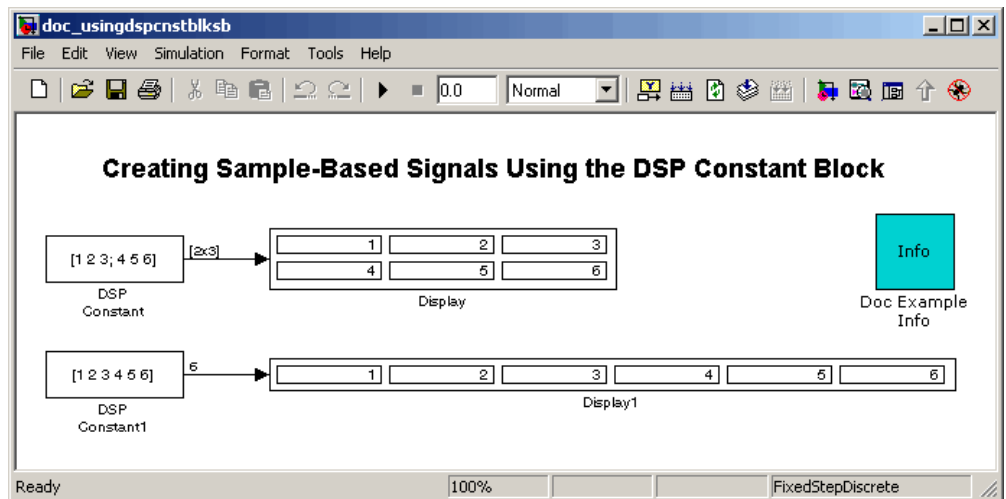 doc_usingdspcnstblksb
File Edit View Simulation Format Tools Help
0.0 Normal
Creating Sample-Based Signals Using the DSP Constant Block
[1 2 3; 4 5 6]
[2x3]
1 2 3
4 5 6
DSP
Constant
Display
Info
Doc Example
Info
[1 2 3 4 5 6]
6
1 2 3 4 5 6
DSP
Constant1
Display1
Ready 100% FixedStepDiscrete